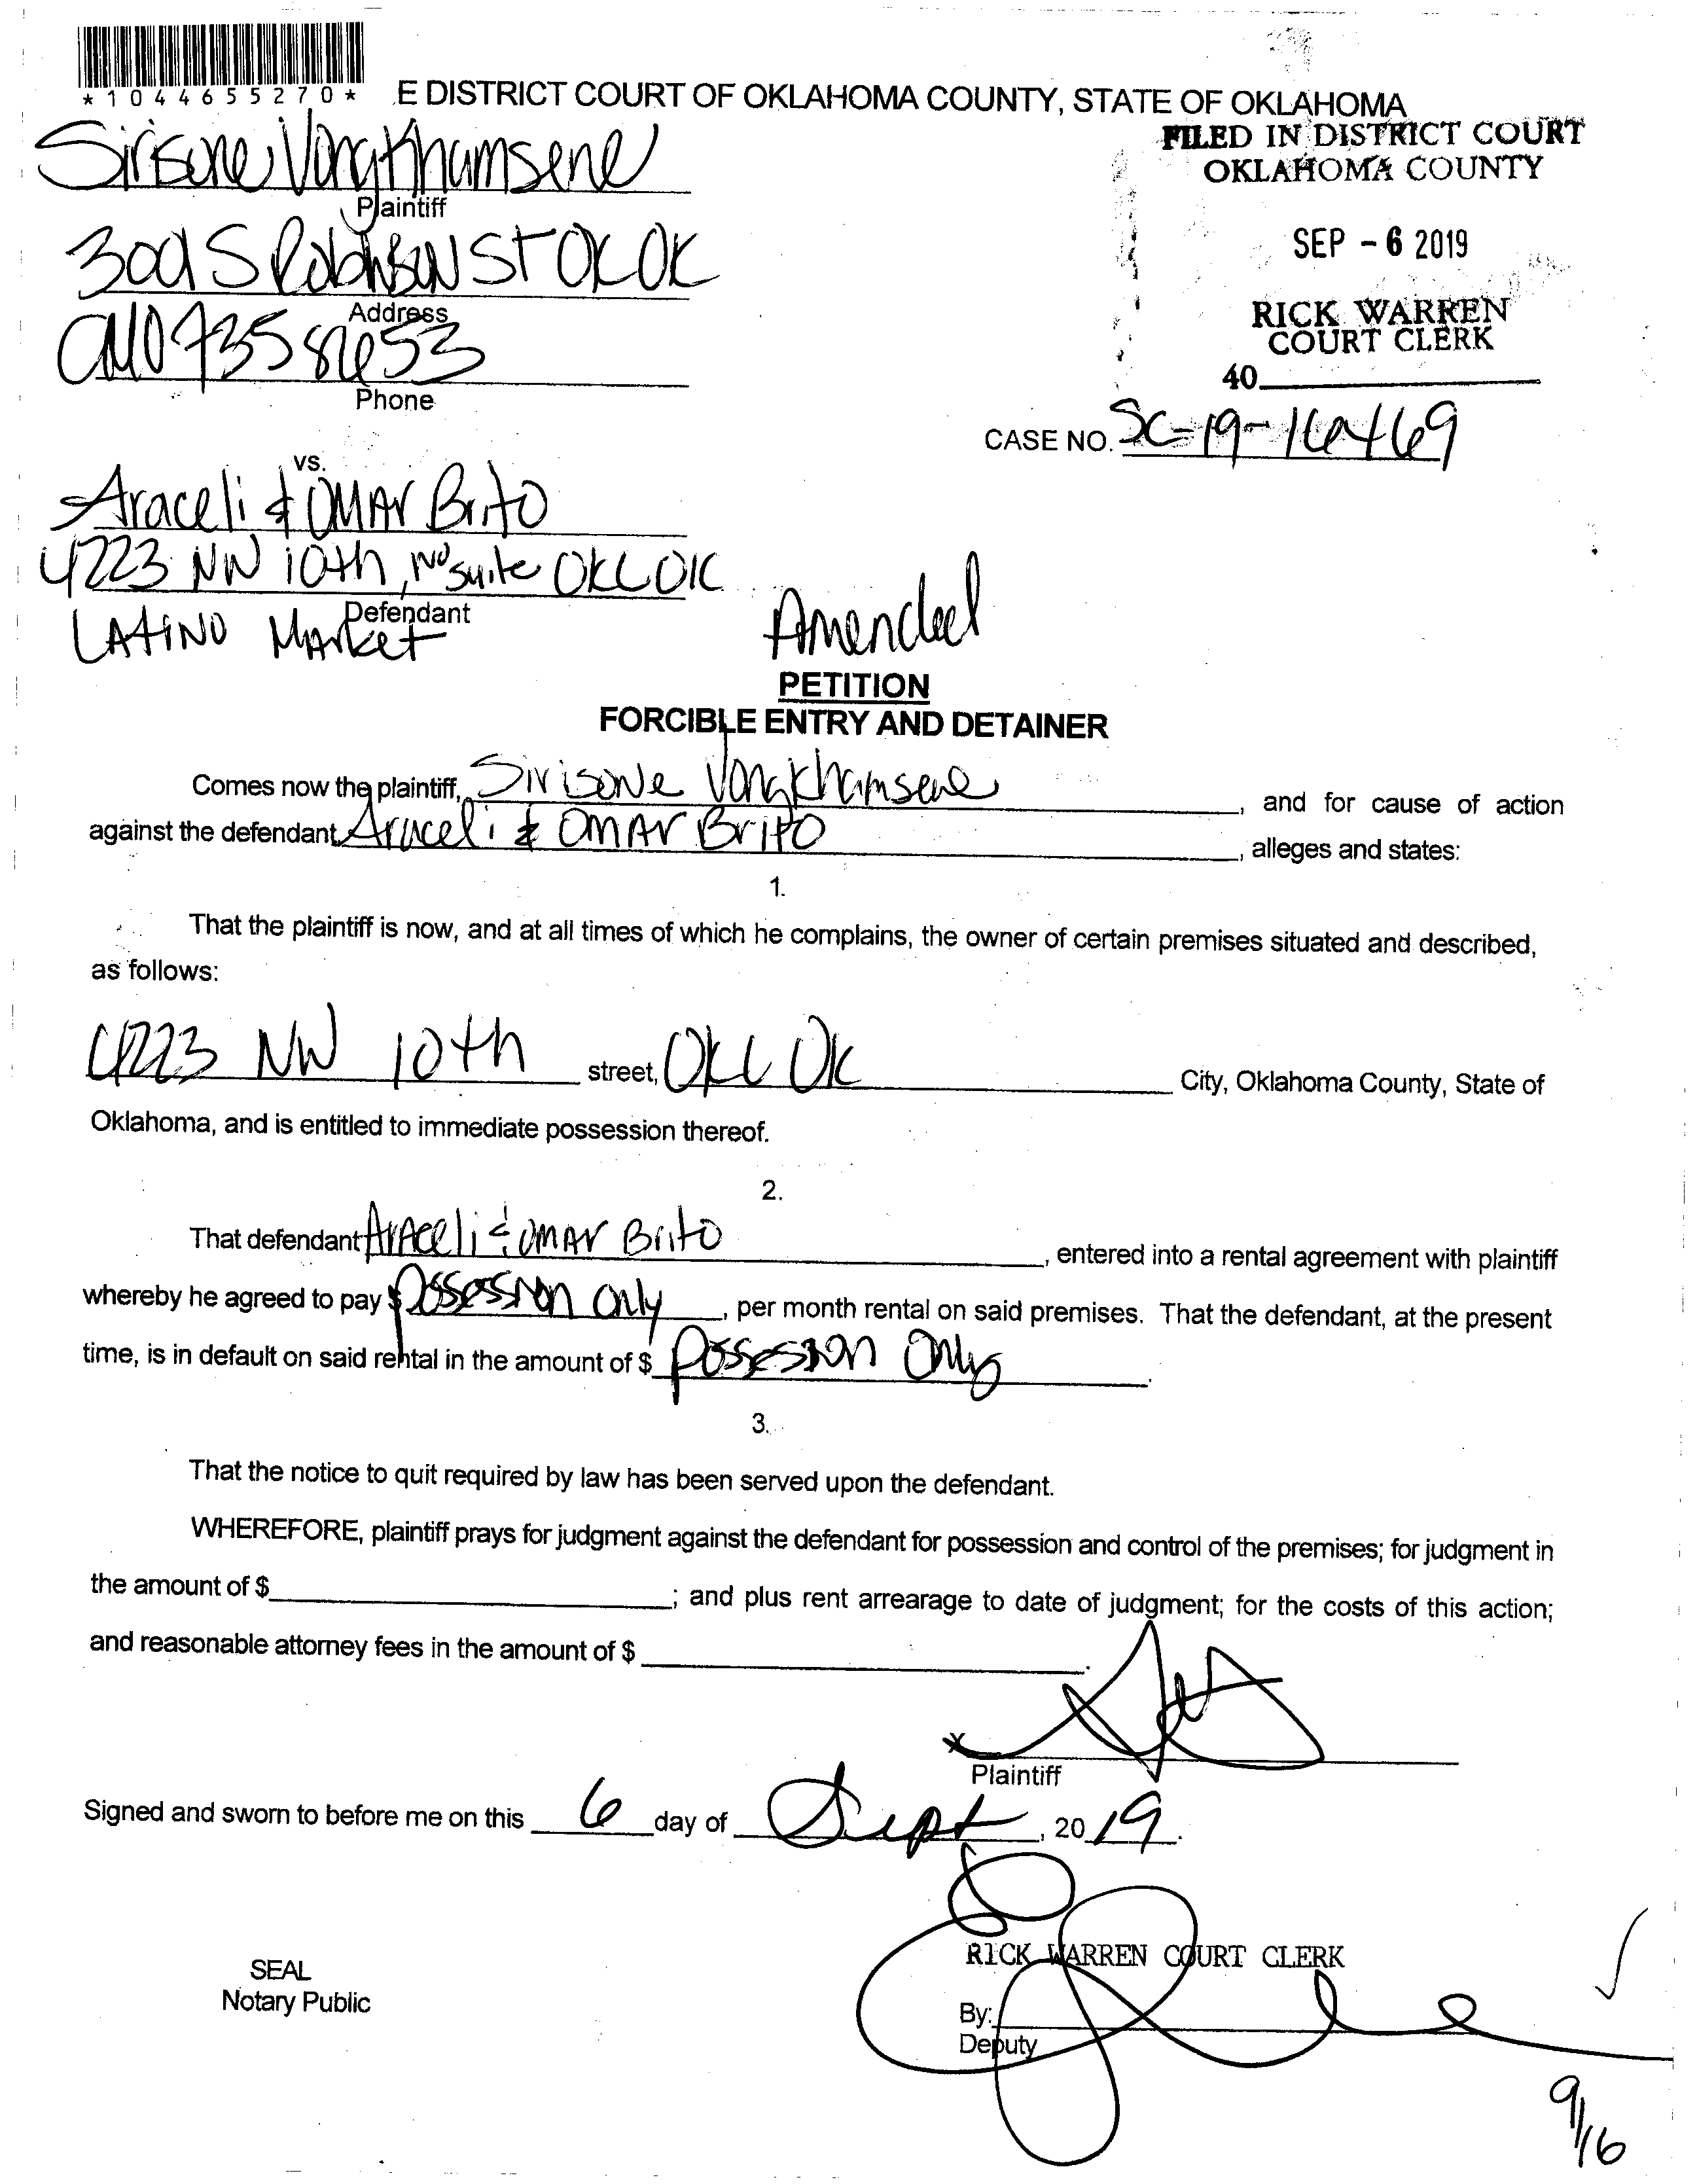 *1044655270*
E DISTRICT COURT OF OKLAHOMA COUNTY, STATE OF OKLAHOMA
FILED IN DISTRICT COURT
OKLAHOMA COUNTY
SEP - 6 2019
RICK WARREN
COURT CLERK
40
Sirisone Vongkhamsene
Plaintiff
S Robinson ST OK OK
Address
Phone
CASE NO. SC-19-16469
vs.
Araceli & OMAR Brito
4223 NW 10th, No suite OKC OK
Defendant
LATINO Market
Amended
PETITION
FORCIBLE ENTRY AND DETAINER
Comes now the plaintiff, Sirisone Vongkhamsene, and for cause of action
against the defendant, Araceli & OMAR Brito, alleges and states:
1.
That the plaintiff is now, and at all times of which he complains, the owner of certain premises situated and described,
as follows:
4223 NW 10th street, OKC OK City, Oklahoma County, State of
Oklahoma, and is entitled to immediate possession thereof.
2.
That defendant Araceli & OMAR Brito, entered into a rental agreement with plaintiff
whereby he agreed to pay $ Possession Only, per month rental on said premises. That the defendant, at the present
time, is in default on said rental in the amount of $ Possession Only.
3.
That the notice to quit required by law has been served upon the defendant.
WHEREFORE, plaintiff prays for judgment against the defendant for possession and control of the premises; for judgment in
the amount of $ ; and plus rent arrearage to date of judgment; for the costs of this action;
and reasonable attorney fees in the amount of $ .
X
Plaintiff
Signed and sworn to before me on this 6 day of Sept, 2019.
RICK WARREN COURT CLERK
SEAL
Notary Public
By:
Deputy
9/16